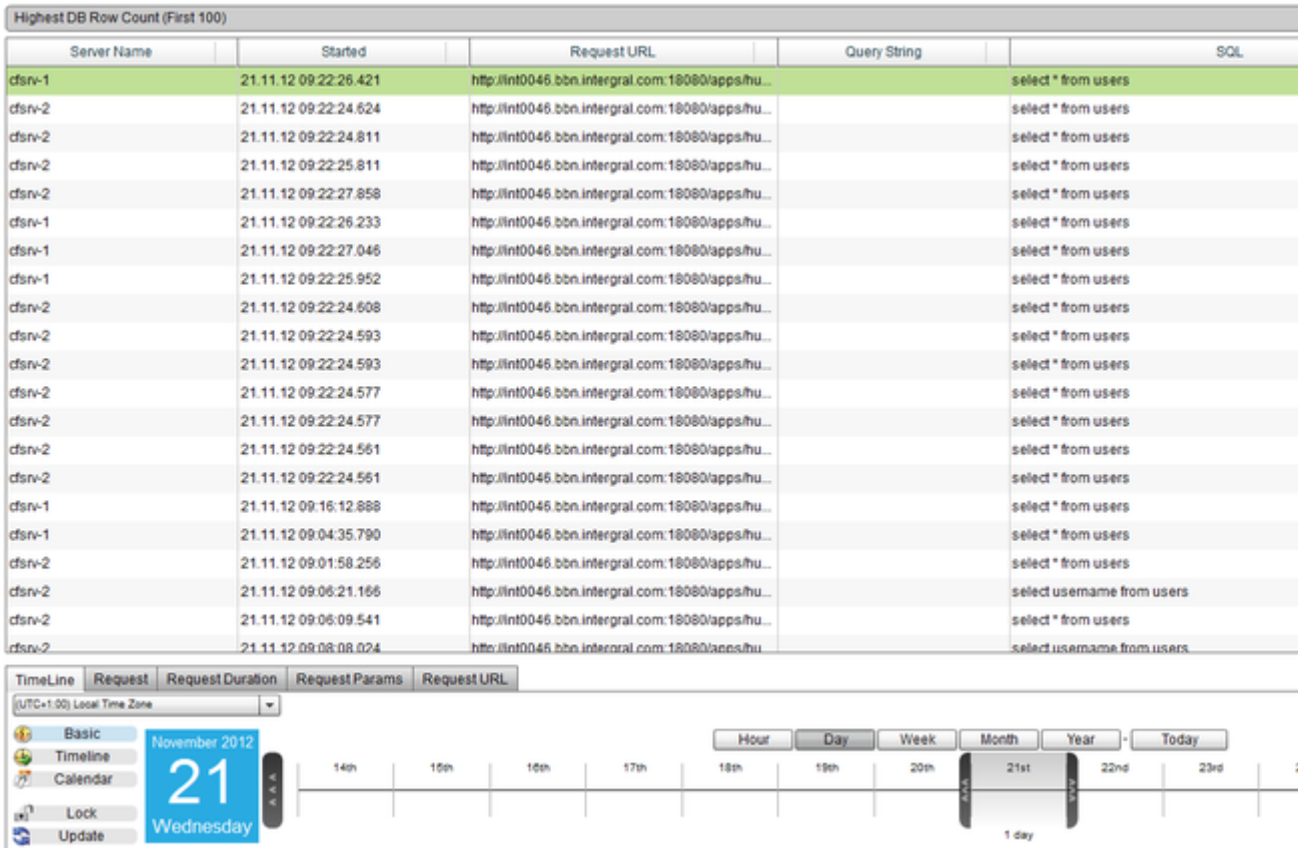 Highest DB Row Count (First 100)
Server Name Started Request URL Query String SQL
cfsrv-1 21.11.12 09:22:26.421 http://int0046.bbn.intergral.com:18080/apps/hu... select * from users
cfsrv-2 21.11.12 09:22:24.624 http://int0046.bbn.intergral.com:18080/apps/hu... select * from users
cfsrv-2 21.11.12 09:22:24.811 http://int0046.bbn.intergral.com:18080/apps/hu... select * from users
cfsrv-2 21.11.12 09:22:25.811 http://int0046.bbn.intergral.com:18080/apps/hu... select * from users
cfsrv-2 21.11.12 09:22:27.858 http://int0046.bbn.intergral.com:18080/apps/hu... select * from users
cfsrv-1 21.11.12 09:22:26.233 http://int0046.bbn.intergral.com:18080/apps/hu... select * from users
cfsrv-1 21.11.12 09:22:27.046 http://int0046.bbn.intergral.com:18080/apps/hu... select * from users
cfsrv-1 21.11.12 09:22:25.952 http://int0046.bbn.intergral.com:18080/apps/hu... select * from users
cfsrv-2 21.11.12 09:22:24.608 http://int0046.bbn.intergral.com:18080/apps/hu... select * from users
cfsrv-2 21.11.12 09:22:24.593 http://int0046.bbn.intergral.com:18080/apps/hu... select * from users
cfsrv-2 21.11.12 09:22:24.593 http://int0046.bbn.intergral.com:18080/apps/hu... select * from users
cfsrv-2 21.11.12 09:22:24.577 http://int0046.bbn.intergral.com:18080/apps/hu... select * from users
cfsrv-2 21.11.12 09:22:24.577 http://int0046.bbn.intergral.com:18080/apps/hu... select * from users
cfsrv-2 21.11.12 09:22:24.561 http://int0046.bbn.intergral.com:18080/apps/hu... select * from users
cfsrv-2 21.11.12 09:22:24.561 http://int0046.bbn.intergral.com:18080/apps/hu... select * from users
cfsrv-1 21.11.12 09:16:12.888 http://int0046.bbn.intergral.com:18080/apps/hu... select * from users
cfsrv-1 21.11.12 09:04:35.790 http://int0046.bbn.intergral.com:18080/apps/hu... select * from users
cfsrv-2 21.11.12 09:01:58.256 http://int0046.bbn.intergral.com:18080/apps/hu... select * from users
cfsrv-2 21.11.12 09:06:21.166 http://int0046.bbn.intergral.com:18080/apps/hu... select username from users
cfsrv-2 21.11.12 09:06:09.541 http://int0046.bbn.intergral.com:18080/apps/hu... select * from users
cfsrv-2 21.11.12 09:08:08.024 http://int0046.bbn.intergral.com:18080/apps/hu select username from users
TimeLine Request Request Duration Request Params Request URL
(UTC+1:00) Local Time Zone
Basic
Timeline
Calendar
Lock
Update
November 2012
21
Wednesday
Hour Day Week Month Year - Today
14th 15th 16th 17th 18th 19th 20th 21st 22nd 23rd
1 day